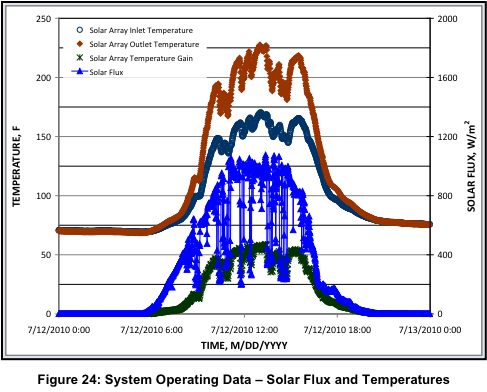 250
200
150
100
50
0
TEMPERATURE, F
Solar Array Inlet Temperature
Solar Array Outlet Temperature
Solar Array Temperature Gain
Solar Flux
2000
1600
1200
800
400
0
SOLAR FLUX, W/m²
7/12/2010 0:00 7/12/2010 6:00 7/12/2010 12:00 7/12/2010 18:00 7/13/2010 0:00
TIME, M/DD/YYYY
Figure 24: System Operating Data – Solar Flux and Temperatures